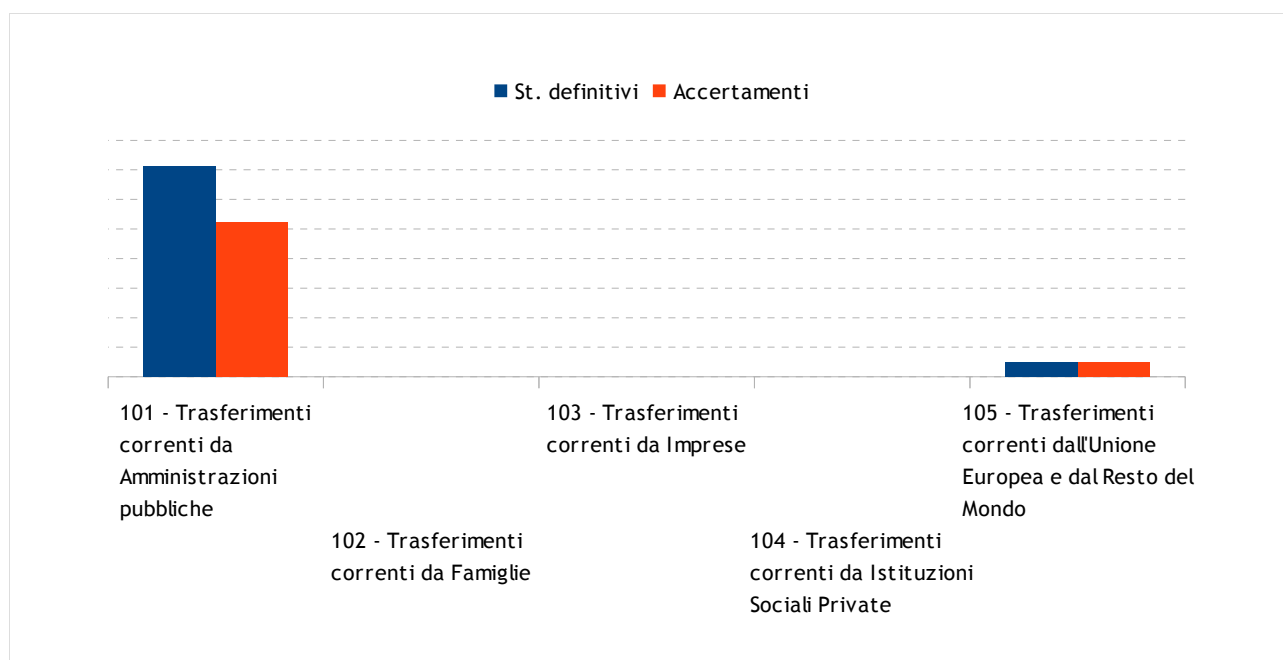 St. definitivi Accertamenti
101 - Trasferimenti
correnti da
Amministrazioni
pubbliche
102 - Trasferimenti
correnti da Famiglie
103 - Trasferimenti
correnti da Imprese
104 - Trasferimenti
correnti da Istituzioni
Sociali Private
105 - Trasferimenti
correnti dall'Unione
Europea e dal Resto del
Mondo